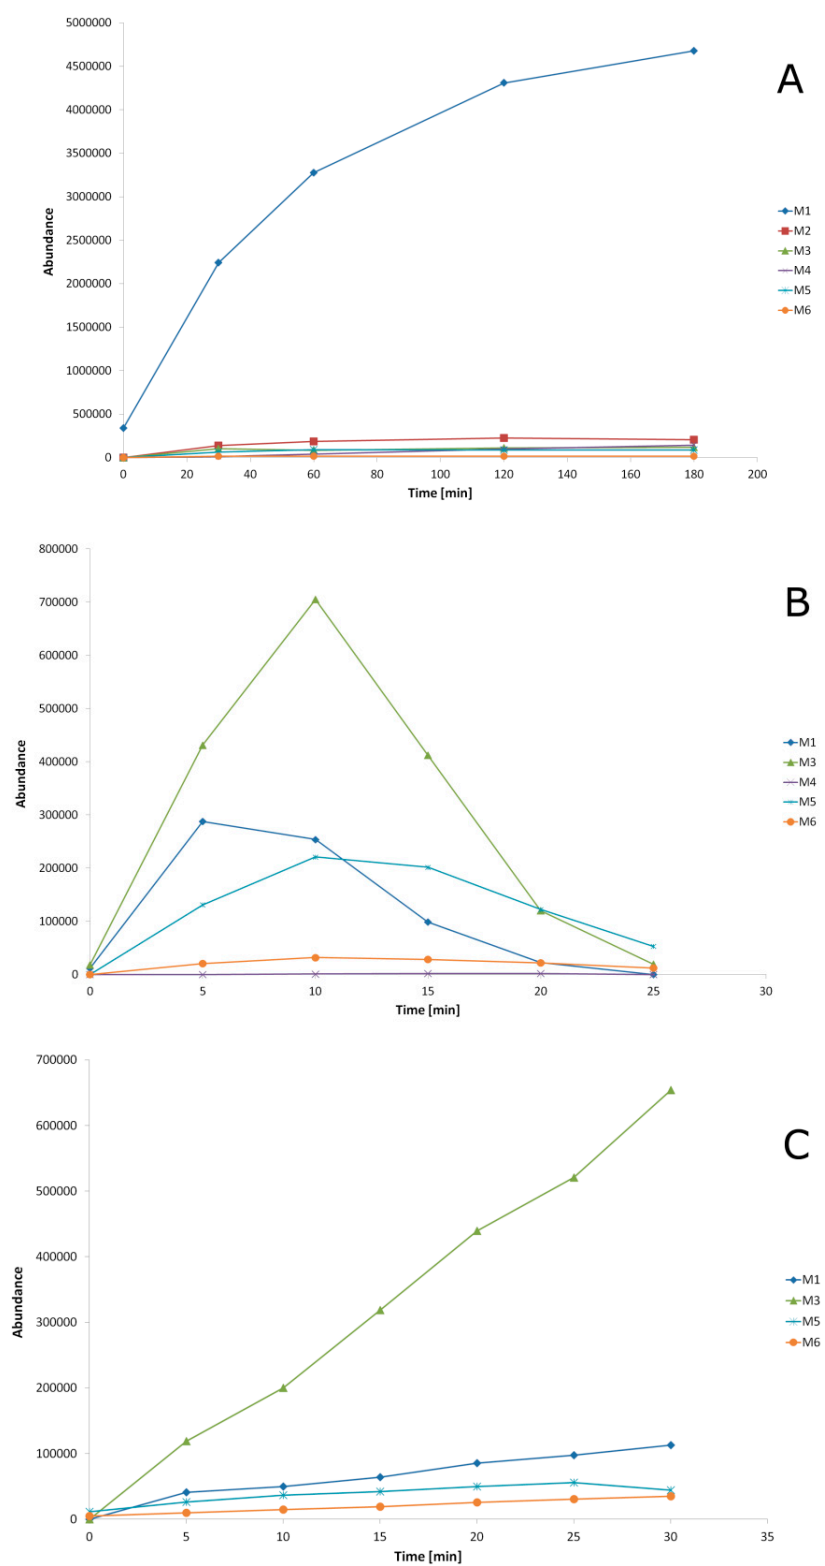 5000000
4500000
4000000
3500000
3000000
2500000
2000000
1500000
1000000
500000
0
Abundance
0 20 40 60 80 100 120 140 160 180 200
Time [min]
A
M1
M2
M3
M4
M5
M6
800000
700000
600000
500000
400000
300000
200000
100000
0
Abundance
0 5 10 15 20 25 30
Time [min]
B
M1
M3
M4
M5
M6
700000
600000
500000
400000
300000
200000
100000
0
Abundance
0 5 10 15 20 25 30 35
Time [min]
C
M1
M3
M5
M6